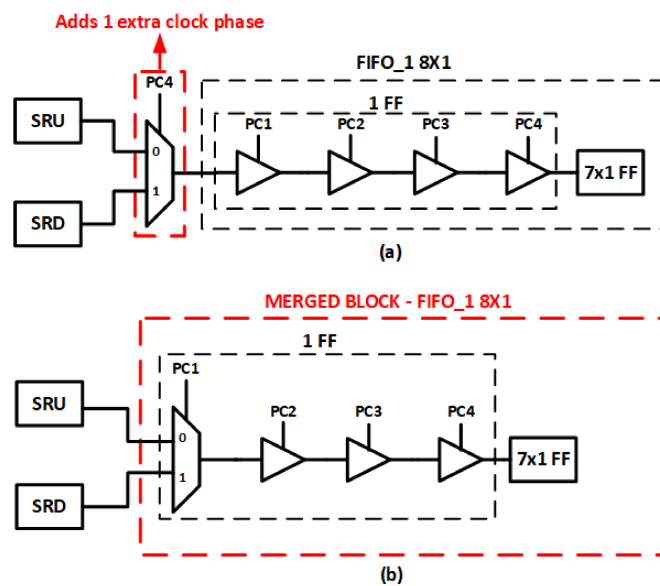 Adds 1 extra clock phase
FIFO_1 8X1
PC4
1 FF
SRU
PC1
PC2
PC3
PC4
0
7x1 FF
1
SRD
(a)
MERGED BLOCK - FIFO_1 8X1
1 FF
PC1
SRU
PC2
PC3
PC4
0
7x1 FF
1
SRD
(b)